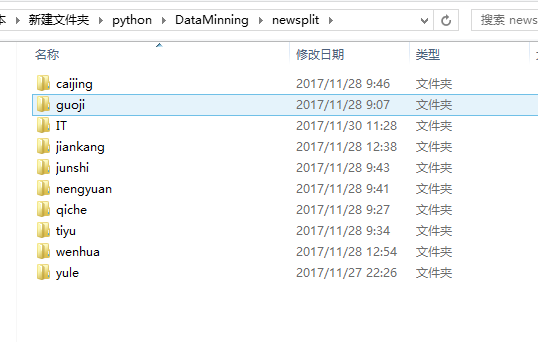 本 › 新建文件夹 › python › DataMinning › newsplit › 搜索 news
名称 修改日期 类型
caijing 2017/11/28 9:46 文件夹
guoji 2017/11/28 9:07 文件夹
IT 2017/11/30 11:28 文件夹
jiankang 2017/11/28 12:38 文件夹
junshi 2017/11/28 9:43 文件夹
nengyuan 2017/11/28 9:41 文件夹
qiche 2017/11/28 9:27 文件夹
tiyu 2017/11/28 9:34 文件夹
wenhua 2017/11/28 12:54 文件夹
yule 2017/11/27 22:26 文件夹